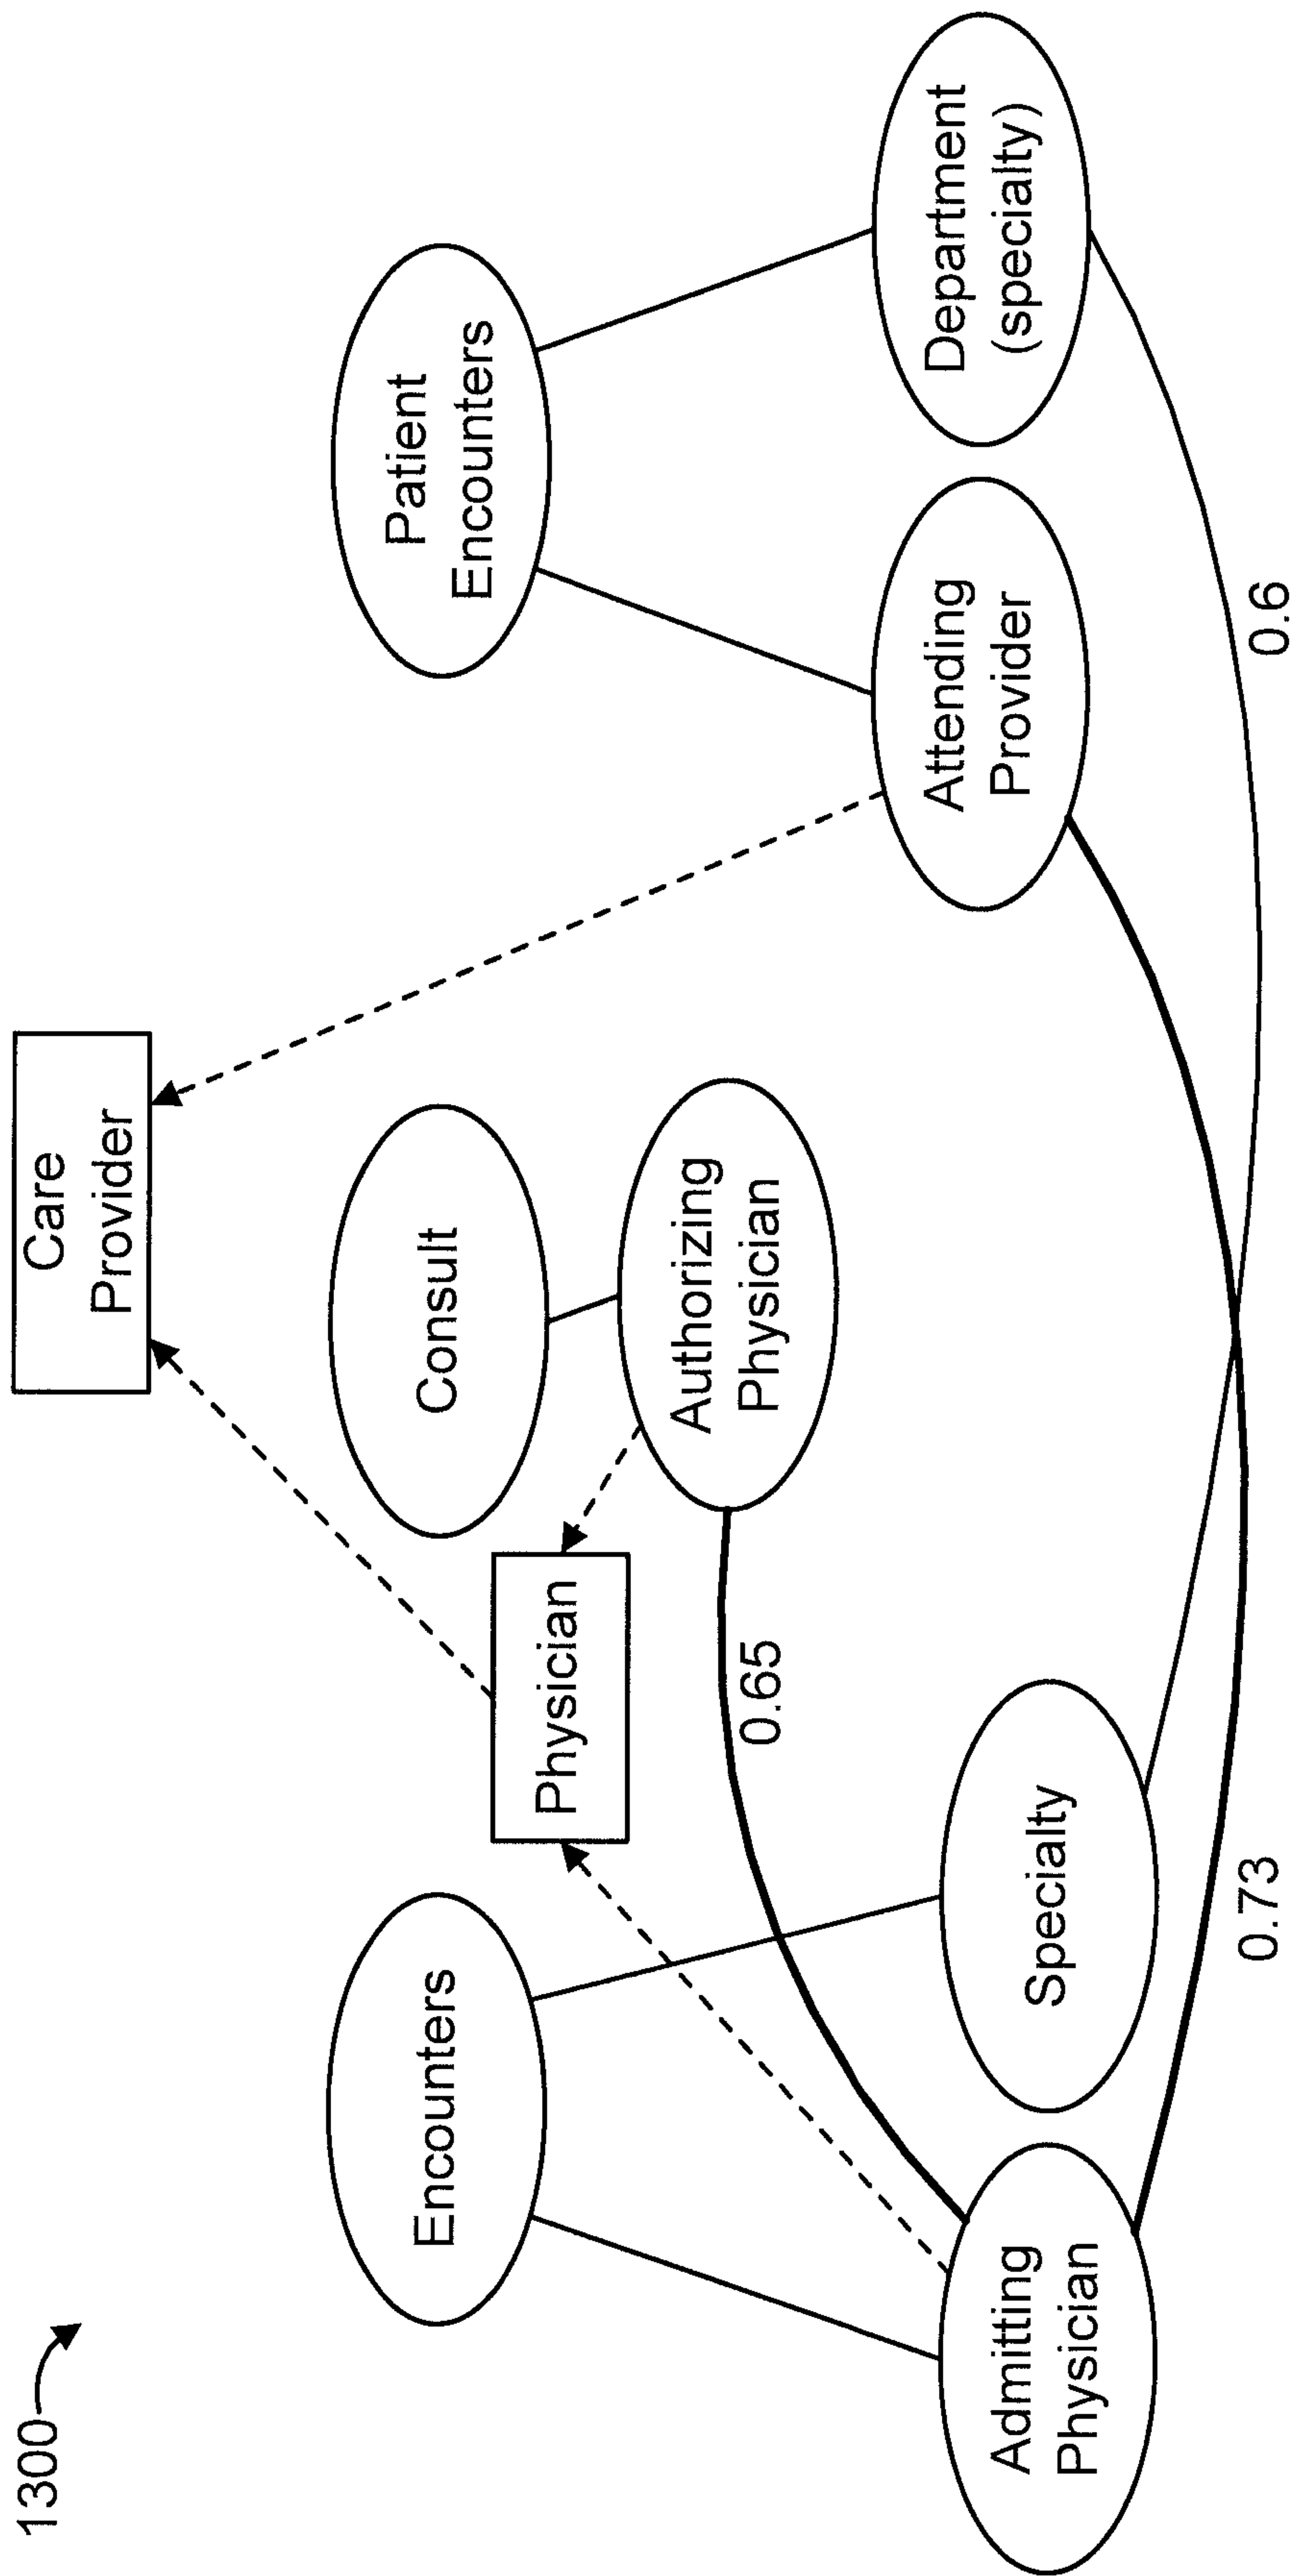 1300
Care
Provider
Encounters
Consult
Patient
Encounters
Physician
Authorizing
Physician
0.65
Admitting
Physician
Specialty
Attending
Provider
Department
(specialty)
0.73
0.6